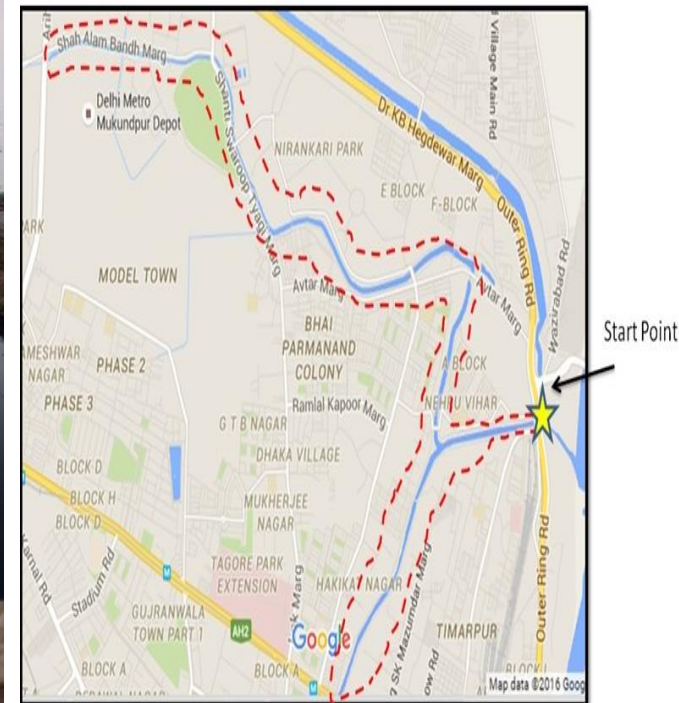 Shah Alam Bandh Marg
Delhi Metro
Mukundpur Depot
Shanti Swaroop Tyagi Marg
NIRANKARI PARK
Dr KB Hegdewar Marg
Village Main Rd
E BLOCK
F-BLOCK
Outer Ring Rd
Wazirabad Rd
MODEL TOWN
Avtar Marg
Avtar Marg
Start Point
BHAI
PARMANAND
COLONY
PHASE 2
NAGAR
PHASE 3
A BLOCK
Ramlal Kapoor Marg
NEHRU VIHAR
G T B NAGAR
DHAKA VILLAGE
BLOCK D
BLOCK H
BLOCK D
MUKHERJEE
NAGAR
Stadium Rd
TAGORE PARK
EXTENSION
HAKIKAT NAGAR
SK Mazumdar Marg
Outer Ring Rd
GUJRANWALA
TOWN PART 1
AH2
Google
TIMARPUR
BLOCK A
BLOCK A
Map data ©2016 Goog